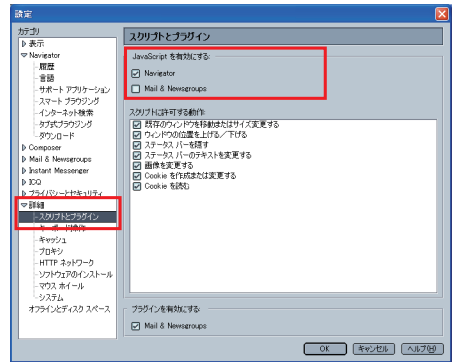 設定
カテゴリ
表示
Navigator
履歴
言語
サポート アプリケーション
スマート ブラウジング
インターネット検索
タブ式ブラウジング
ダウンロード
Composer
Mail & Newsgroups
Instant Messenger
ICQ
プライバシーとセキュリティ
詳細
スクリプトとプラグイン
キーボード操作
キャッシュ
プロキシ
HTTP ネットワーク
ソフトウェアのインストール
マウス ホイール
システム
オフラインとディスク スペース
スクリプトとプラグイン
JavaScript を有効にする:
Navigator
Mail & Newsgroups
スクリプトに許可する動作:
既存のウィンドウを移動またはサイズ変更する
ウィンドウの位置を上げる/下げる
ステータス バーを隠す
ステータス バーのテキストを変更する
画像を変更する
Cookie を作成または変更する
Cookie を読む
プラグインを有効にする:
Mail & Newsgroups
OK
キャンセル
ヘルプ(H)